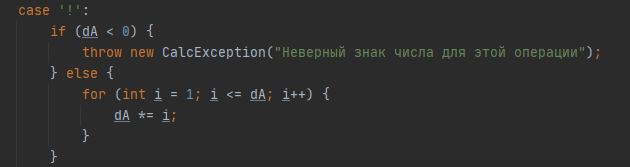 case '!':
if (dA < 0) {
throw new CalcException("Неверный знак числа для этой операции");
} else {
for (int i = 1; i <= dA; i++) {
dA *= i;
}
}